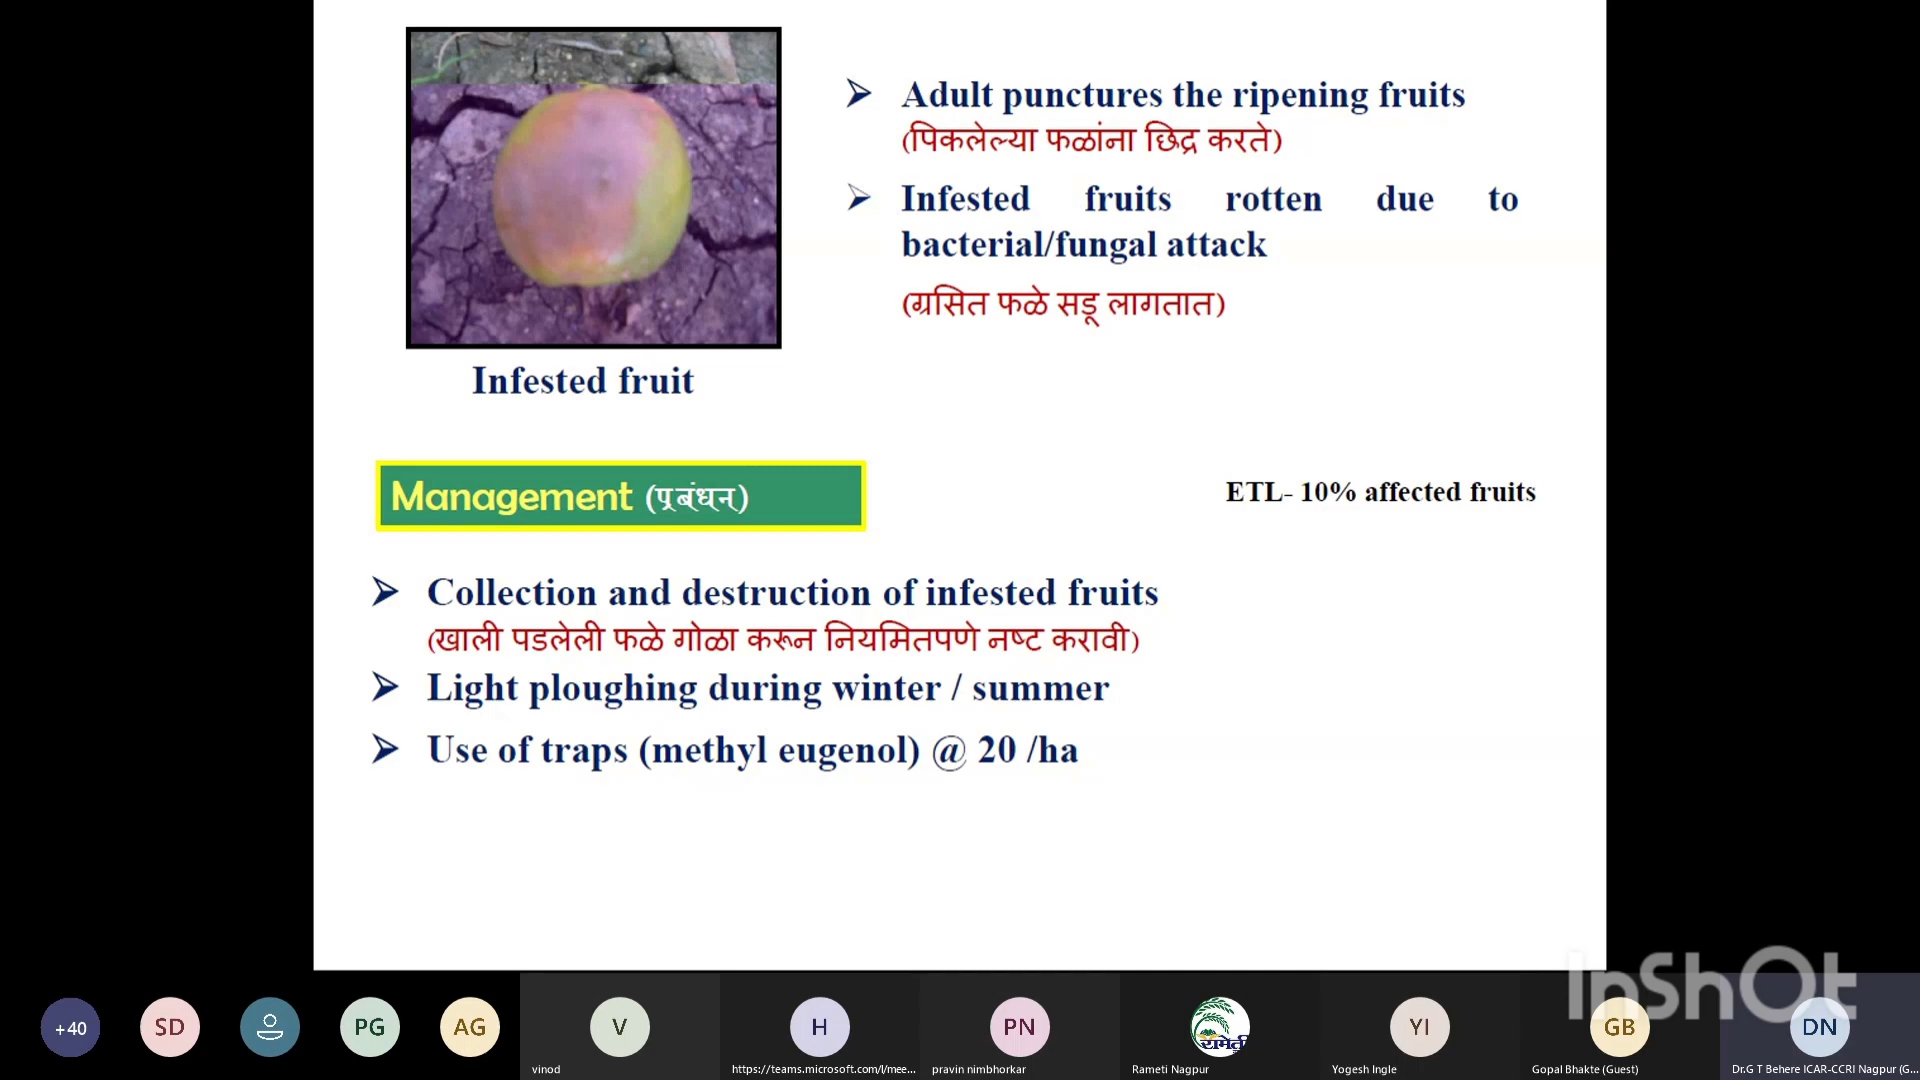 Adult punctures the ripening fruits
(पिकलेल्या फळांना छिद्र करते)
Infested fruits rotten due to
bacterial/fungal attack
(ग्रसित फळे सडू लागतात)
Infested fruit
Management (प्रबंधन)
ETL- 10% affected fruits
Collection and destruction of infested fruits
(खाली पडलेली फळे गोळा करून नियमितपणे नष्ट करावी)
Light ploughing during winter / summer
Use of traps (methyl eugenol) @ 20 /ha
InShOt
+40 SD PG AG V H PN रामेती YI GB DN
vinod https://teams.microsoft.com/l/mee... pravin nimbhorkar Rameti Nagpur Yogesh Ingle Gopal Bhakte (Guest) Dr.G T Behere ICAR-CCRI Nagpur (G...